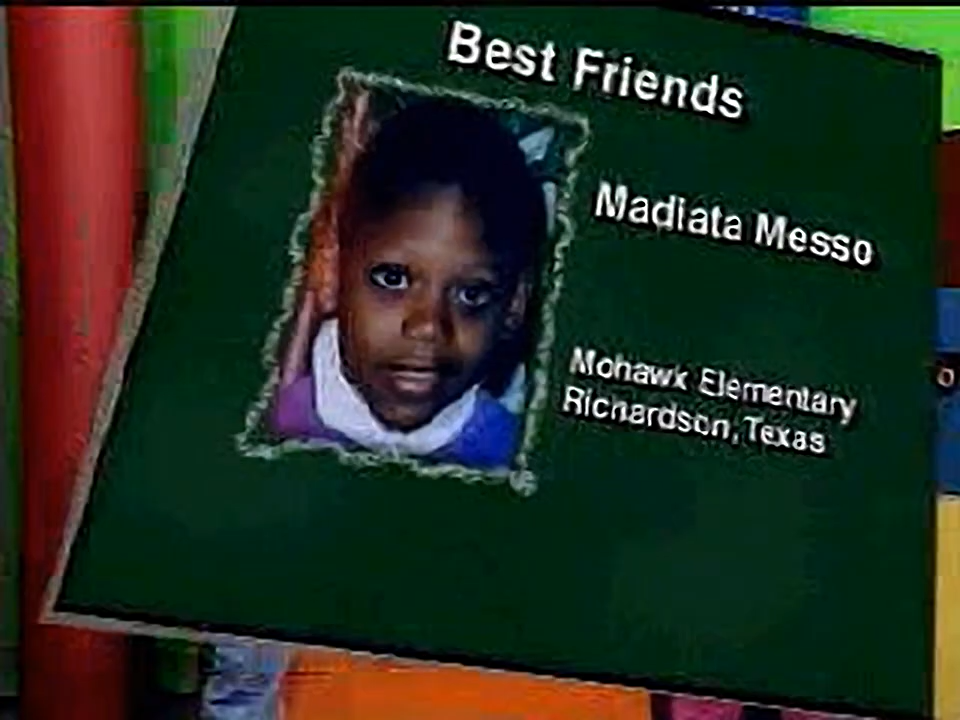 Best Friends
Madiata Messo
Mohawk Elementary
Richardson, Texas